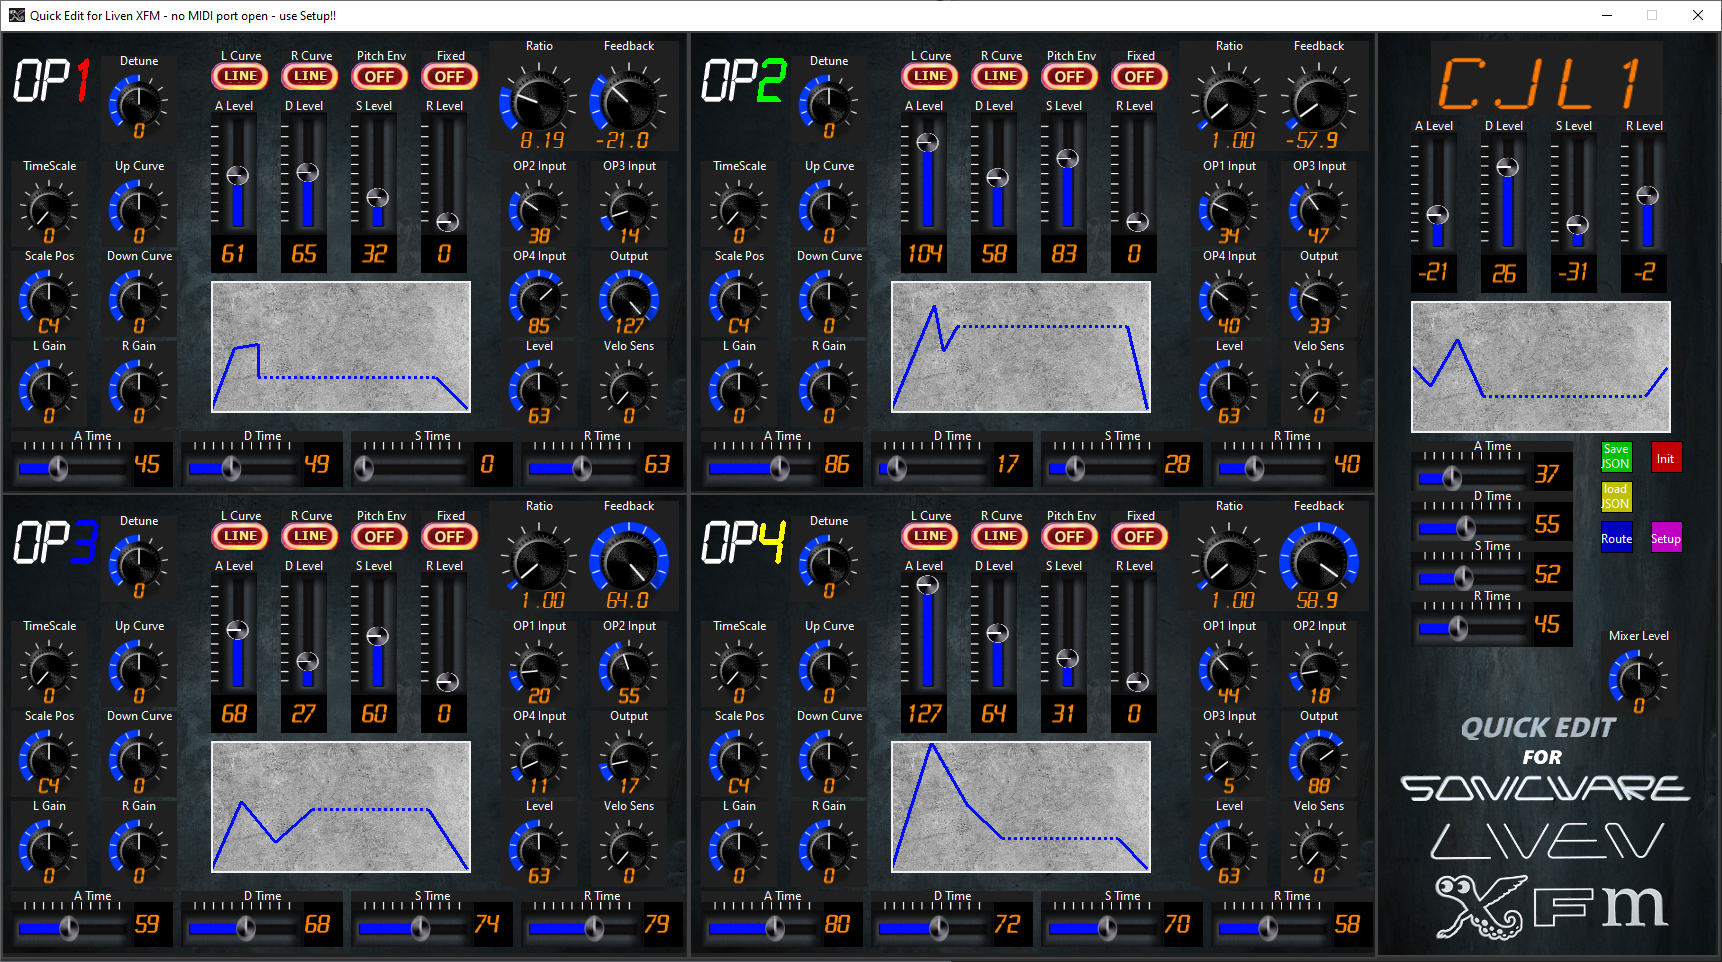 Quick Edit for Liven XFM - no MIDI port open - use Setup!!
OP1
Detune
0
L Curve R Curve Pitch Env Fixed
LINE LINE OFF OFF
A Level D Level S Level R Level
61 65 32 0
Ratio Feedback
8.19 -21.0
TimeScale Up Curve
0 0
OP2 Input OP3 Input
38 14
Scale Pos Down Curve
C4 0
OP4 Input Output
85 127
L Gain R Gain
0 0
Level Velo Sens
63 0
A Time D Time S Time R Time
45 49 0 63
OP2
Detune
0
L Curve R Curve Pitch Env Fixed
LINE LINE OFF OFF
A Level D Level S Level R Level
104 58 83 0
Ratio Feedback
1.00 -57.9
TimeScale Up Curve
0 0
OP1 Input OP3 Input
34 47
Scale Pos Down Curve
C4 0
OP4 Input Output
40 33
L Gain R Gain
0 0
Level Velo Sens
63 0
A Time D Time S Time R Time
86 17 28 40
OP3
Detune
0
L Curve R Curve Pitch Env Fixed
LINE LINE OFF OFF
A Level D Level S Level R Level
68 27 60 0
Ratio Feedback
1.00 64.0
TimeScale Up Curve
0 0
OP1 Input OP2 Input
20 55
Scale Pos Down Curve
C4 0
OP4 Input Output
11 17
L Gain R Gain
0 0
Level Velo Sens
63 0
A Time D Time S Time R Time
59 68 74 79
OP4
Detune
0
L Curve R Curve Pitch Env Fixed
LINE LINE OFF OFF
A Level D Level S Level R Level
127 64 31 0
Ratio Feedback
1.00 58.9
TimeScale Up Curve
0 0
OP1 Input OP2 Input
44 18
Scale Pos Down Curve
C4 0
OP3 Input Output
5 88
L Gain R Gain
0 0
Level Velo Sens
63 0
A Time D Time S Time R Time
80 72 70 58
CJL1
A Level D Level S Level R Level
-21 26 -31 -2
A Time
37
D Time
55
S Time
52
R Time
45
Save
JSON
Init
load
JSON
Route
Setup
Mixer Level
0
QUICK EDIT
FOR
SONICWARE
LIVEN
XFM